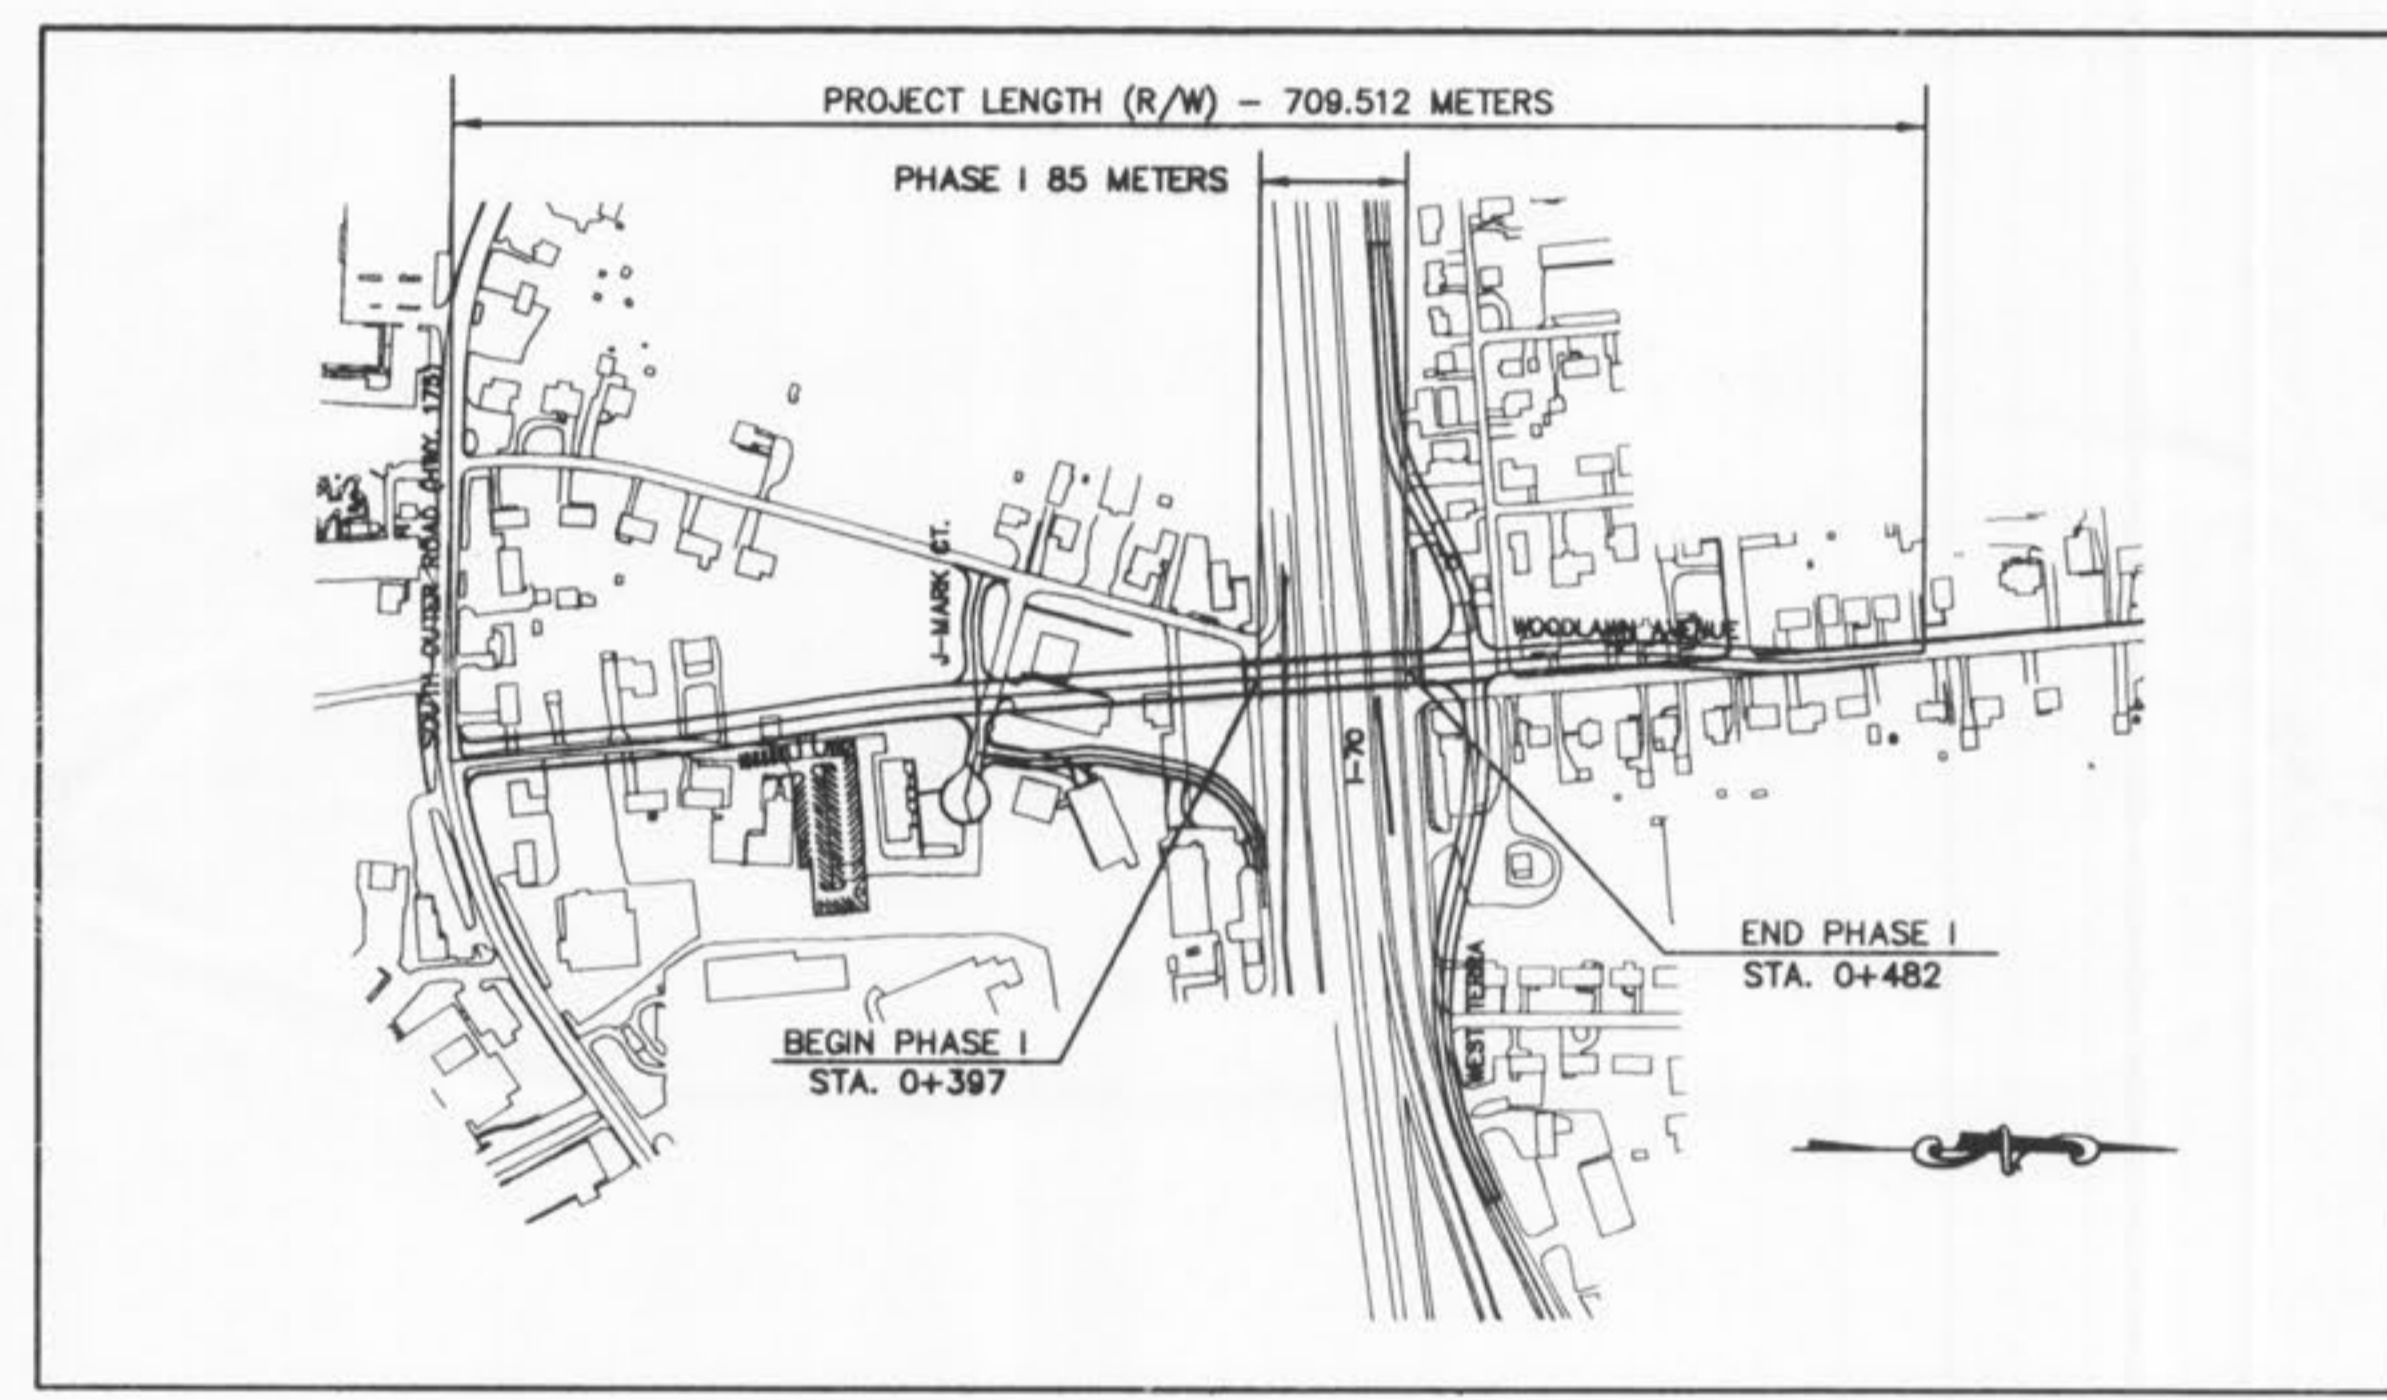 PROJECT LENGTH (R/W) - 709.512 METERS
PHASE I 85 METERS
SOUTH OUTER ROAD (HWY. 175)
J-MARK CT.
WOODLAWN AVENUE
I-70
WEST TERRA
END PHASE I
STA. 0+482
BEGIN PHASE I
STA. 0+397